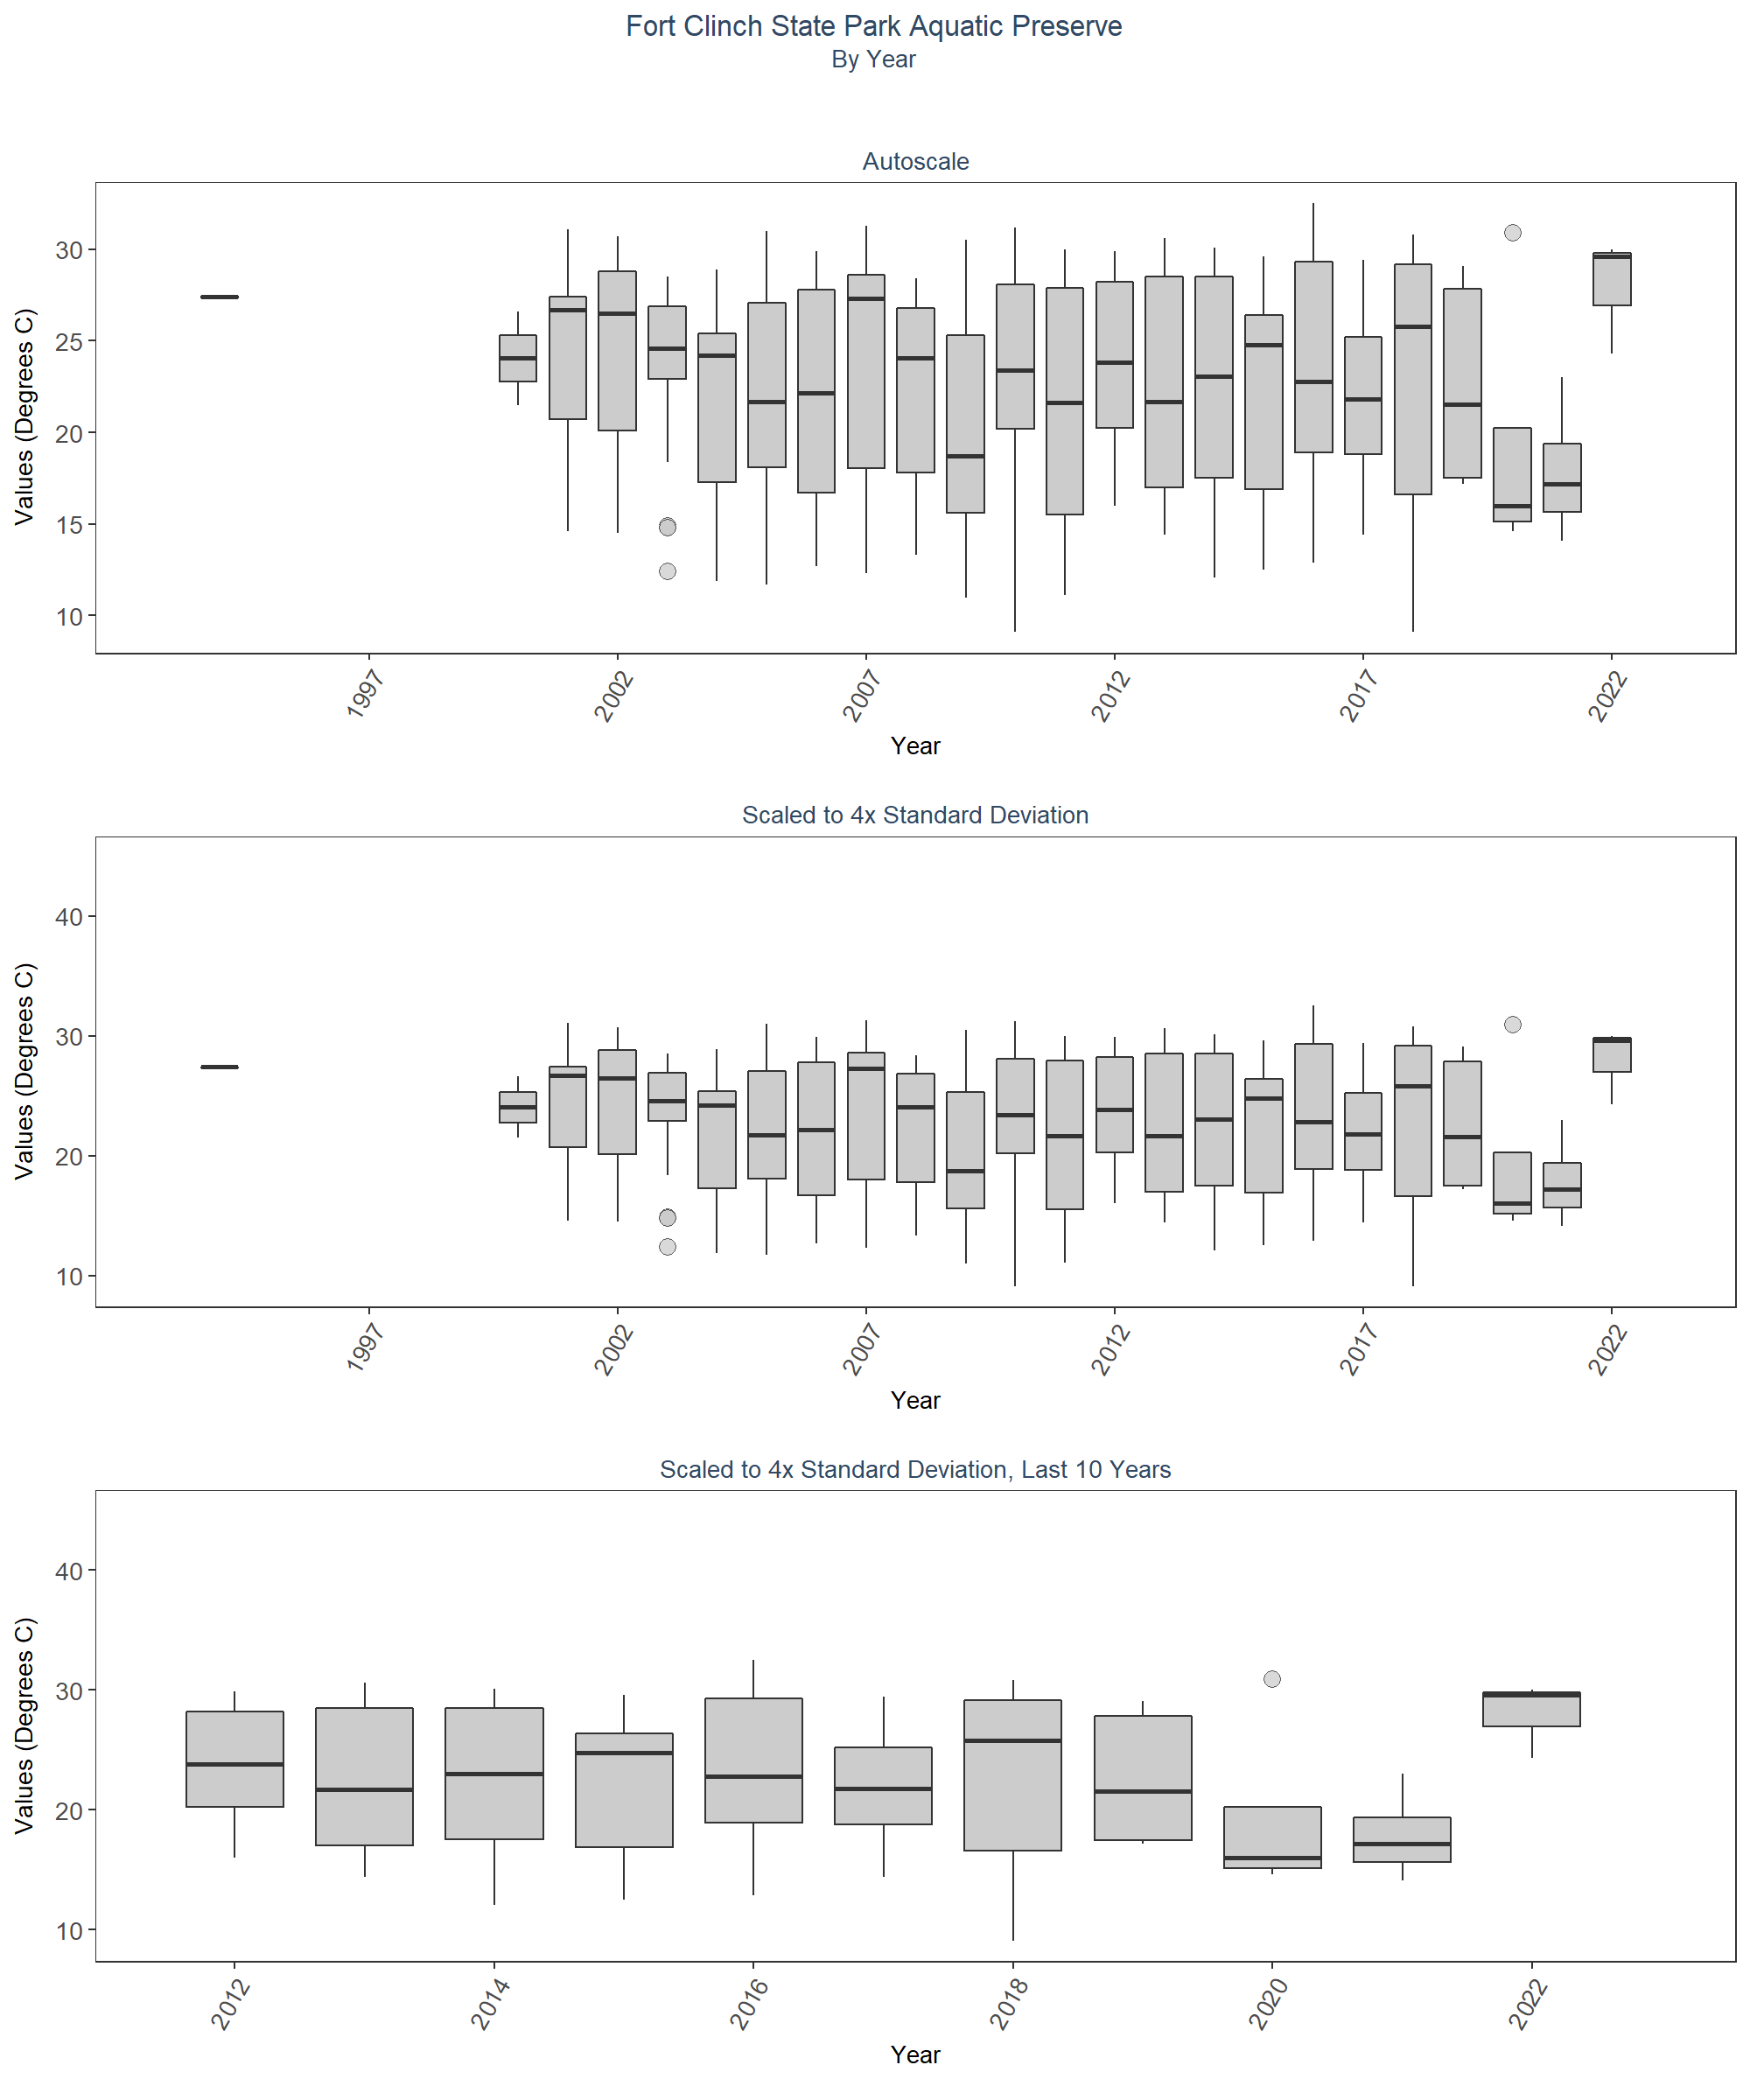 Fort Clinch State Park Aquatic Preserve
By Year
Autoscale
Values (Degrees C)
30
25
20
15
10
1997
2002
2007
2012
2017
2022
Year
Scaled to 4x Standard Deviation
Values (Degrees C)
40
30
20
10
1997
2002
2007
2012
2017
2022
Year
Scaled to 4x Standard Deviation, Last 10 Years
Values (Degrees C)
40
30
20
10
2012
2014
2016
2018
2020
2022
Year